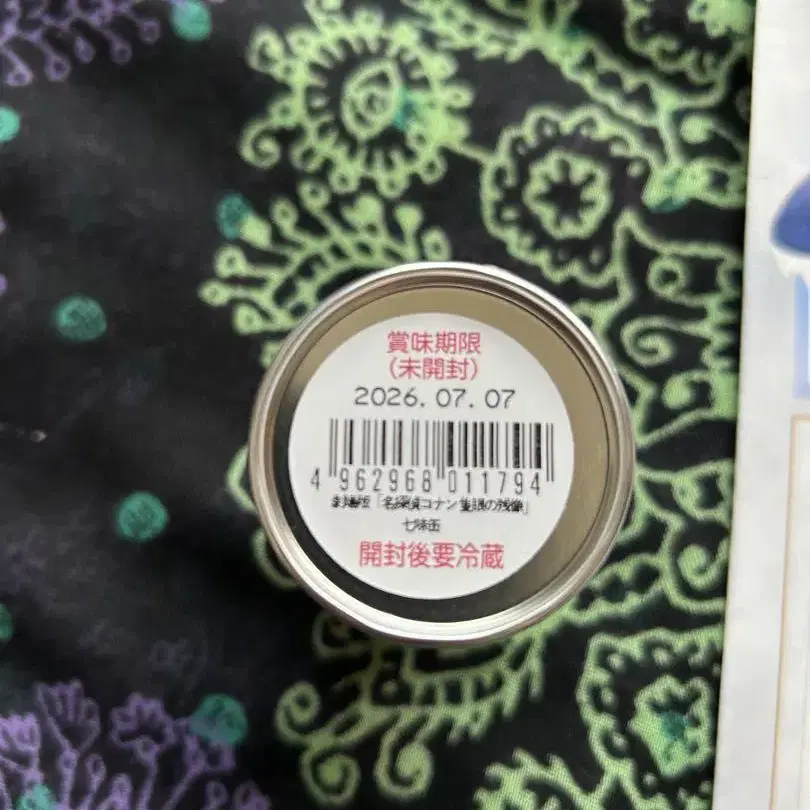 賞味期限
(未開封)
2026.07.07
4 962968 011794
劇場版「名探偵コナン 隻眼の残像」
七味缶
開封後要冷蔵